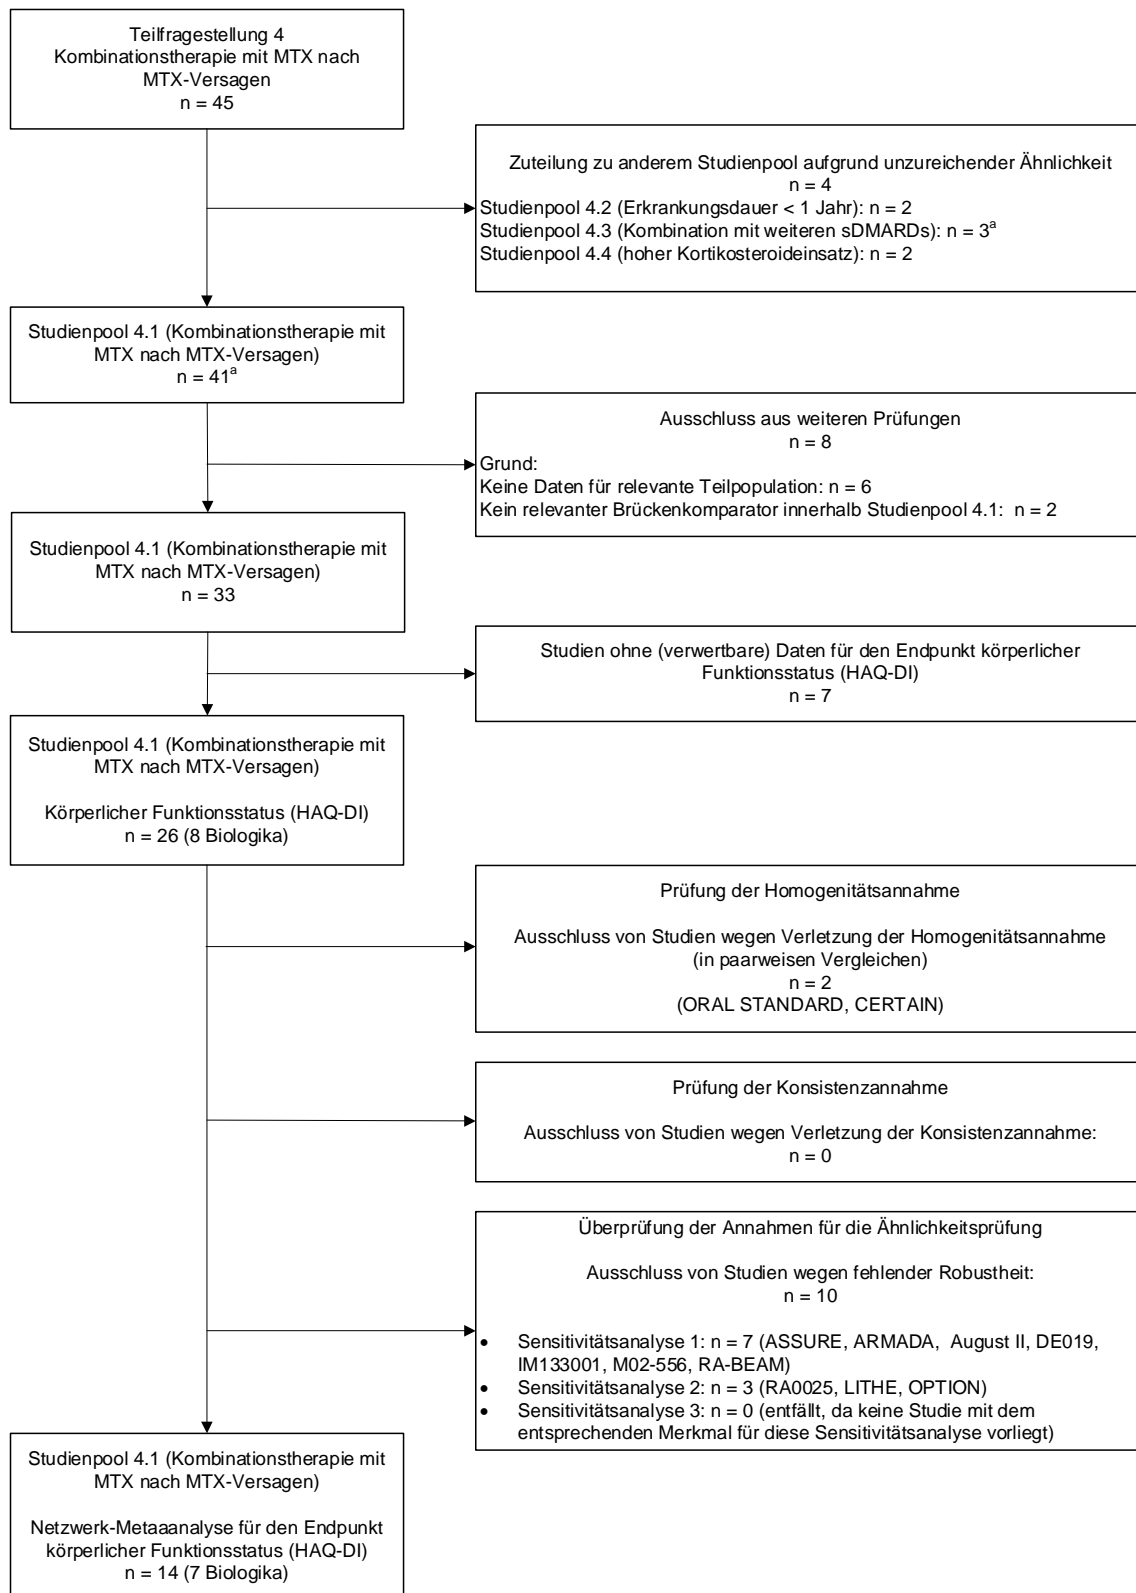 Teilfragestellung 4
Kombinationstherapie mit MTX nach
MTX-Versagen
n = 45
Zuteilung zu anderem Studienpool aufgrund unzureichender Ähnlichkeit
n = 4
Studienpool 4.2 (Erkrankungsdauer < 1 Jahr): n = 2
Studienpool 4.3 (Kombination mit weiteren sDMARDs): n = 3a
Studienpool 4.4 (hoher Kortikosteroideinsatz): n = 2
Studienpool 4.1 (Kombinationstherapie mit
MTX nach MTX-Versagen)
n = 41a
Ausschluss aus weiteren Prüfungen
n = 8
Grund:
Keine Daten für relevante Teilpopulation: n = 6
Kein relevanter Brückenkomparator innerhalb Studienpool 4.1: n = 2
Studienpool 4.1 (Kombinationstherapie mit
MTX nach MTX-Versagen)
n = 33
Studien ohne (verwertbare) Daten für den Endpunkt körperlicher
Funktionsstatus (HAQ-DI)
n = 7
Studienpool 4.1 (Kombinationstherapie mit
MTX nach MTX-Versagen)
Körperlicher Funktionsstatus (HAQ-DI)
n = 26 (8 Biologika)
Prüfung der Homogenitätsannahme
Ausschluss von Studien wegen Verletzung der Homogenitätsannahme
(in paarweisen Vergleichen)
n = 2
(ORAL STANDARD, CERTAIN)
Prüfung der Konsistenzannahme
Ausschluss von Studien wegen Verletzung der Konsistenzannahme:
n = 0
Überprüfung der Annahmen für die Ähnlichkeitsprüfung
Ausschluss von Studien wegen fehlender Robustheit:
n = 10
• Sensitivitätsanalyse 1: n = 7 (ASSURE, ARMADA, August II, DE019,
IM133001, M02-556, RA-BEAM)
• Sensitivitätsanalyse 2: n = 3 (RA0025, LITHE, OPTION)
• Sensitivitätsanalyse 3: n = 0 (entfällt, da keine Studie mit dem
entsprechenden Merkmal für diese Sensitivitätsanalyse vorliegt)
Studienpool 4.1 (Kombinationstherapie mit
MTX nach MTX-Versagen)
Netzwerk-Metaaanalyse für den Endpunkt
körperlicher Funktionsstatus (HAQ-DI)
n = 14 (7 Biologika)